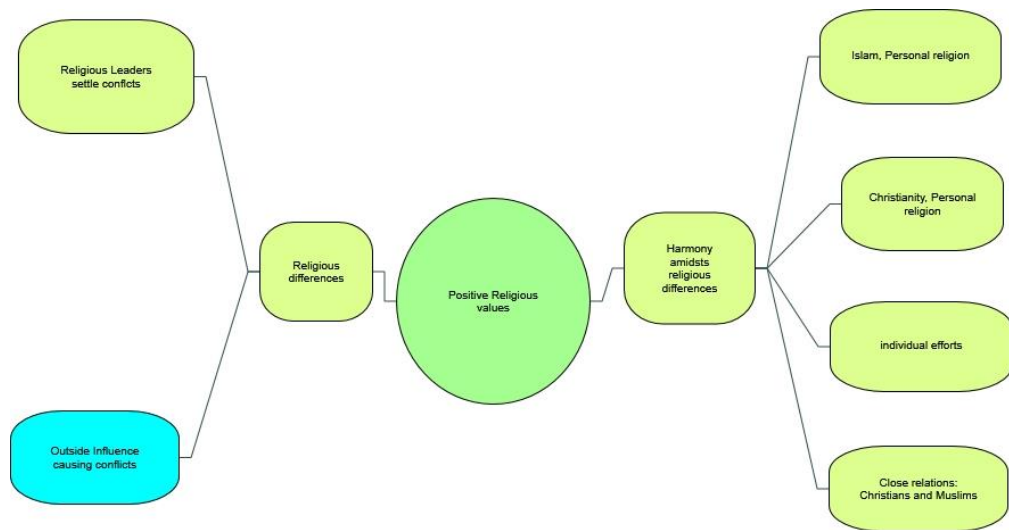 Religious Leaders
settle conflcts
Outside Influence
causing conflicts
Religious
differences
Positive Religious
values
Harmony
amidsts
religious
differences
Islam, Personal religion
Christianity, Personal
religion
individual efforts
Close relations:
Christians and Muslims